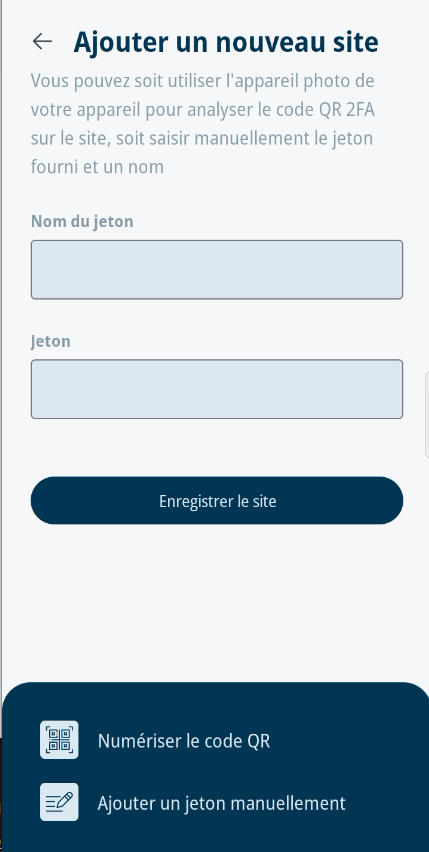 Ajouter un nouveau site
Vous pouvez soit utiliser l'appareil photo de
votre appareil pour analyser le code QR 2FA
sur le site, soit saisir manuellement le jeton
fourni et un nom
Nom du jeton
Jeton
Enregistrer le site
Numériser le code QR
Ajouter un jeton manuellement